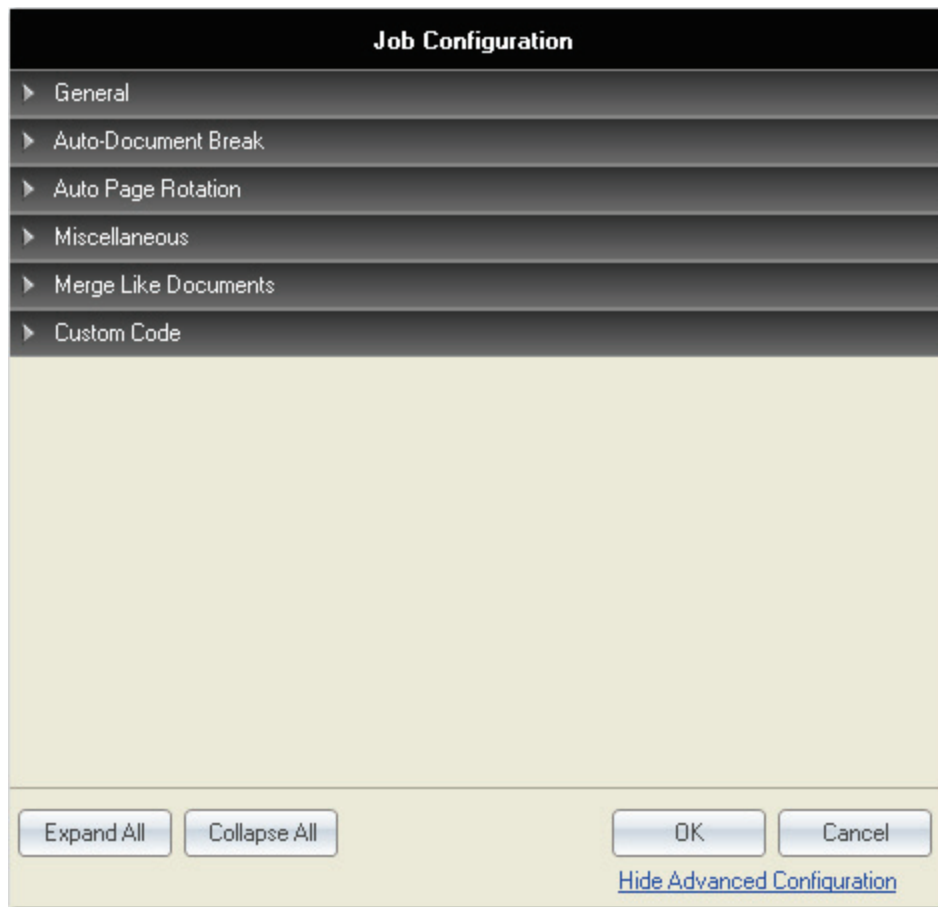 Job Configuration
General
Auto-Document Break
Auto Page Rotation
Miscellaneous
Merge Like Documents
Custom Code
Expand All Collapse All OK Cancel
Hide Advanced Configuration